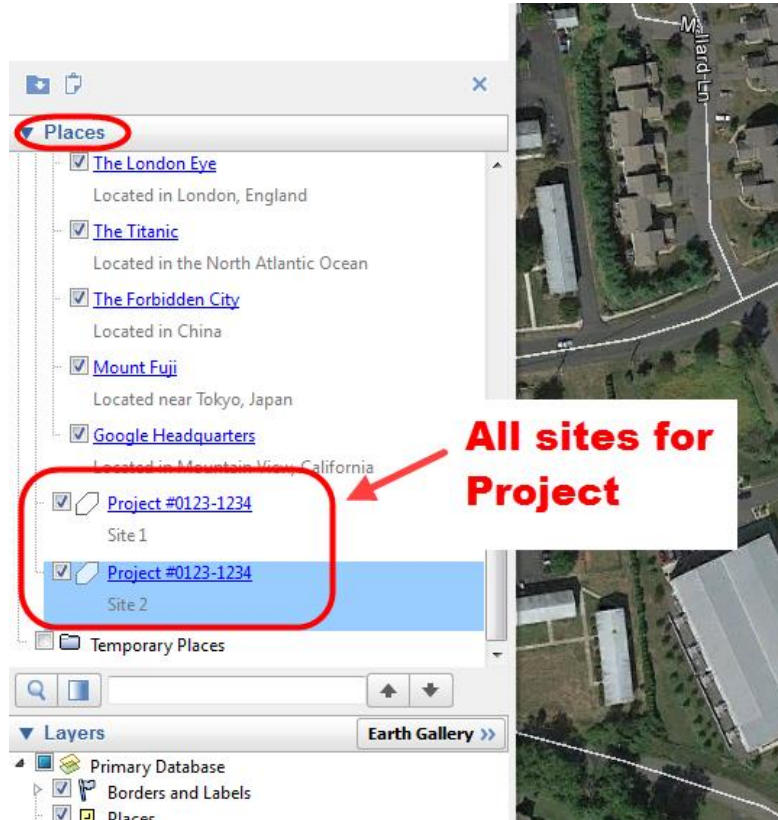 Places
The London Eye
Located in London, England
The Titanic
Located in the North Atlantic Ocean
The Forbidden City
Located in China
Mount Fuji
Located near Tokyo, Japan
Google Headquarters
Located in Mountain View, California
Project #0123-1234
Site 1
Project #0123-1234
Site 2
Temporary Places
Layers
Earth Gallery »
Primary Database
Borders and Labels
Places
All sites for
Project